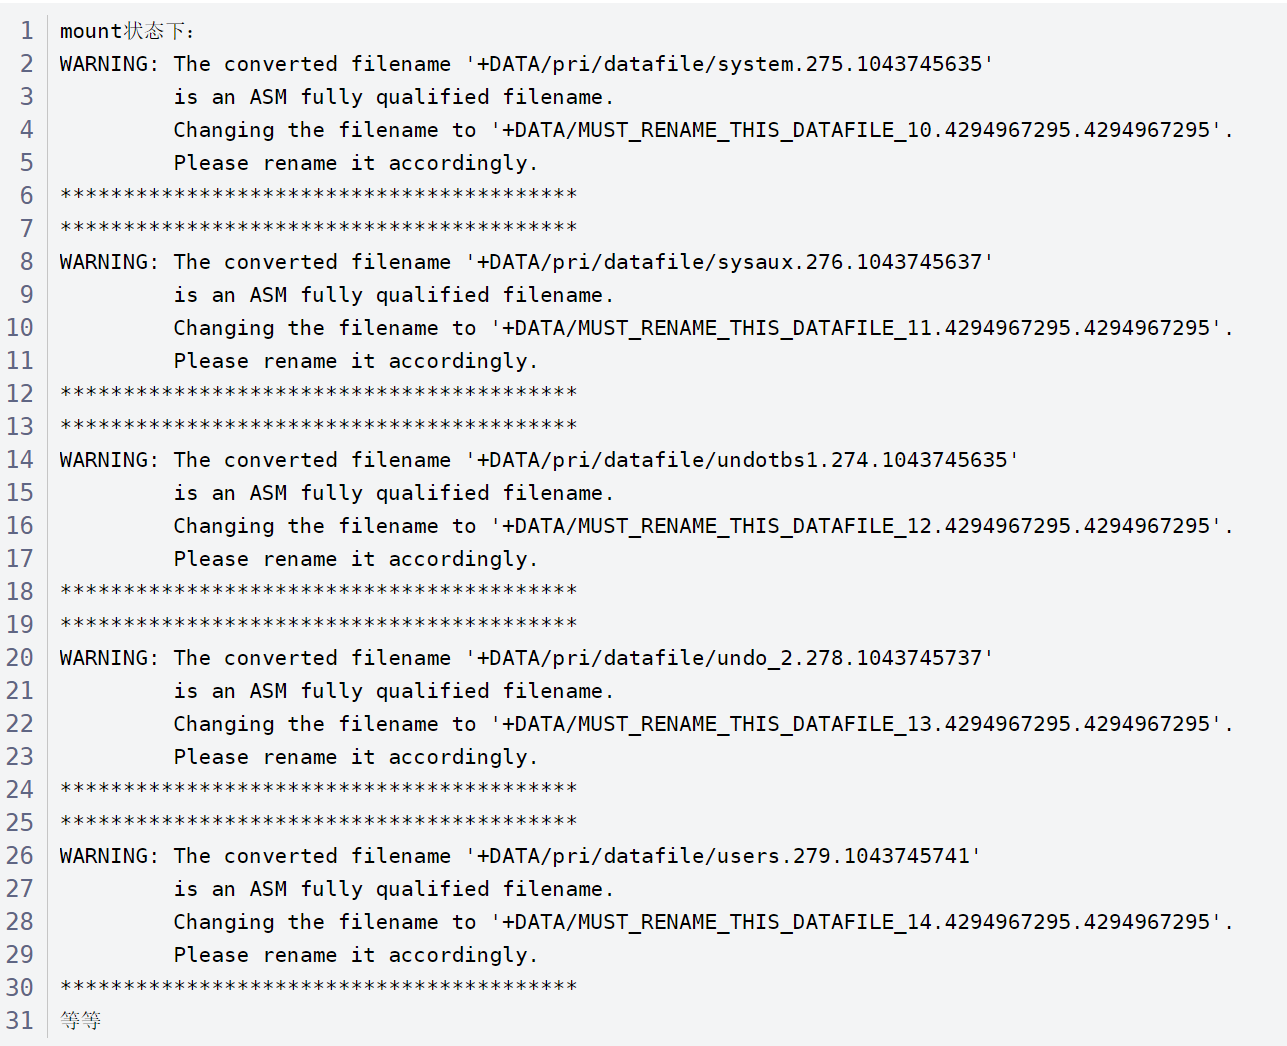 1 mount状态下：
2 WARNING: The converted filename '+DATA/pri/datafile/system.275.1043745635'
3 is an ASM fully qualified filename.
4 Changing the filename to '+DATA/MUST_RENAME_THIS_DATAFILE_10.4294967295.4294967295'.
5 Please rename it accordingly.
6 *****************************************
7 *****************************************
8 WARNING: The converted filename '+DATA/pri/datafile/sysaux.276.1043745637'
9 is an ASM fully qualified filename.
10 Changing the filename to '+DATA/MUST_RENAME_THIS_DATAFILE_11.4294967295.4294967295'.
11 Please rename it accordingly.
12 *****************************************
13 *****************************************
14 WARNING: The converted filename '+DATA/pri/datafile/undotbs1.274.1043745635'
15 is an ASM fully qualified filename.
16 Changing the filename to '+DATA/MUST_RENAME_THIS_DATAFILE_12.4294967295.4294967295'.
17 Please rename it accordingly.
18 *****************************************
19 *****************************************
20 WARNING: The converted filename '+DATA/pri/datafile/undo_2.278.1043745737'
21 is an ASM fully qualified filename.
22 Changing the filename to '+DATA/MUST_RENAME_THIS_DATAFILE_13.4294967295.4294967295'.
23 Please rename it accordingly.
24 *****************************************
25 *****************************************
26 WARNING: The converted filename '+DATA/pri/datafile/users.279.1043745741'
27 is an ASM fully qualified filename.
28 Changing the filename to '+DATA/MUST_RENAME_THIS_DATAFILE_14.4294967295.4294967295'.
29 Please rename it accordingly.
30 *****************************************
31 等等